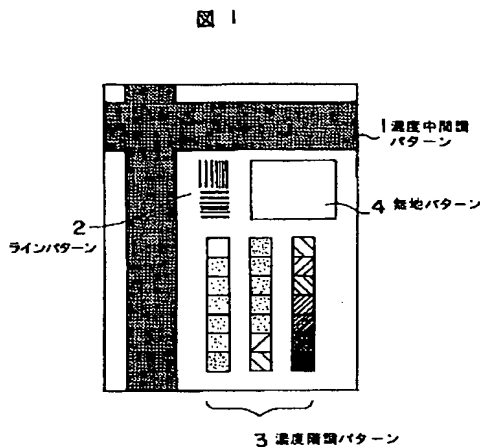 図 1
1 濃度中間調
パターン
2
ラインパターン
4 無地パターン
3 濃度階調パターン